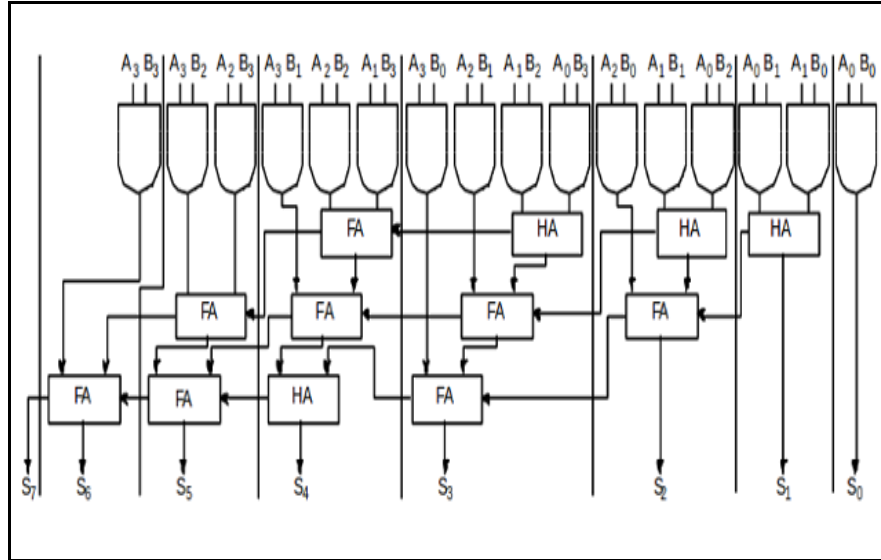 A3 B3 A3 B2 A2 B3 A3 B1 A2 B2 A1 B3 A3 B0 A2 B1 A1 B2 A0 B3 A2 B0 A1 B1 A0 B2 A0 B1 A1 B0 A0 B0
FA HA HA HA
FA FA FA FA
FA FA HA FA
S7 S6 S5 S4 S3 S2 S1 S0